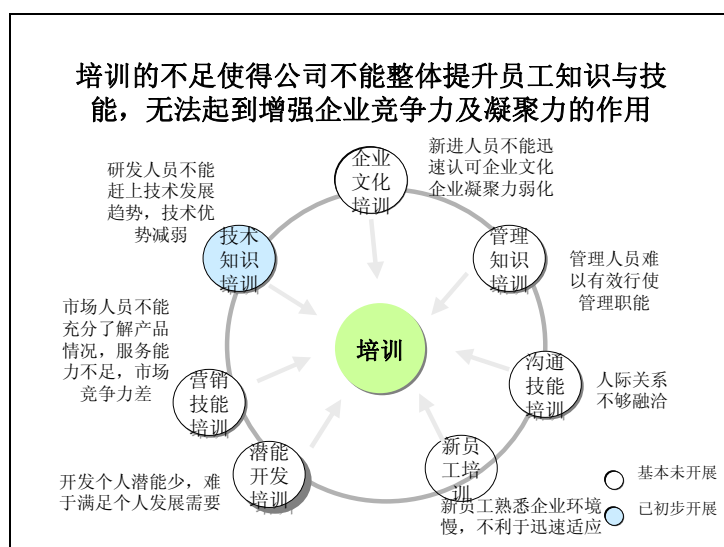 培训的不足使得公司不能整体提升员工知识与技
能，无法起到增强企业竞争力及凝聚力的作用
企业
文化
培训
新进人员不能迅
速认可企业文化
企业凝聚力弱化
研发人员不能
赶上技术发展
趋势，技术优
势减弱
技术
知识
培训
管理
知识
培训
管理人员难
以有效行使
管理职能
市场人员不能
充分了解产品
情况，服务能
力不足，市场
竞争力差
培训
营销
技能
培训
沟通
技能
培训
人际关系
不够融洽
潜能
开发
培训
开发个人潜能少，难
于满足个人发展需要
新员
工培
训
新员工熟悉企业环境
慢，不利于迅速适应
基本未开展
已初步开展